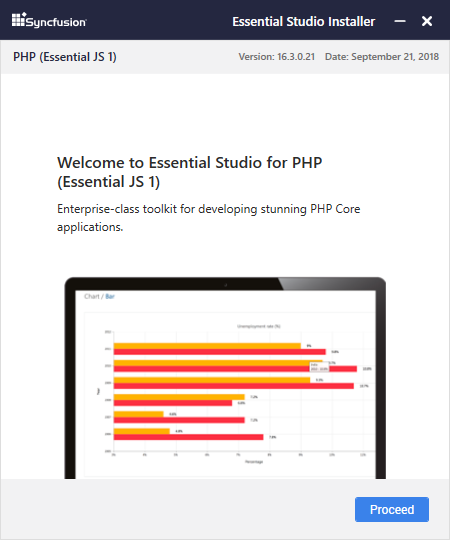 Syncfusion
Essential Studio Installer
PHP (Essential JS 1)
Version: 16.3.0.21 Date: September 21, 2018
Welcome to Essential Studio for PHP
(Essential JS 1)
Enterprise-class toolkit for developing stunning PHP Core
applications.
Chart / Bar
Unemployment rate (%)
Year
Percentage
Proceed